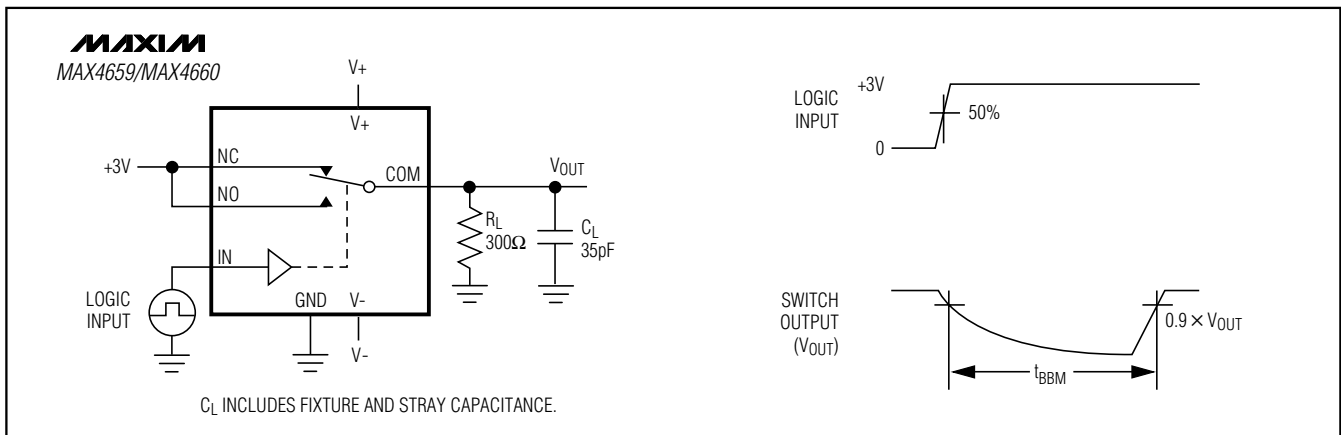 MAXIM
MAX4659/MAX4660
V+
V+
+3V
NC
NO
COM
VOUT
RL
300Ω
CL
35pF
IN
LOGIC
INPUT
GND
V-
V-
CL INCLUDES FIXTURE AND STRAY CAPACITANCE.
LOGIC
INPUT
+3V
50%
0
SWITCH
OUTPUT
(VOUT)
0.9 × VOUT
tBBM